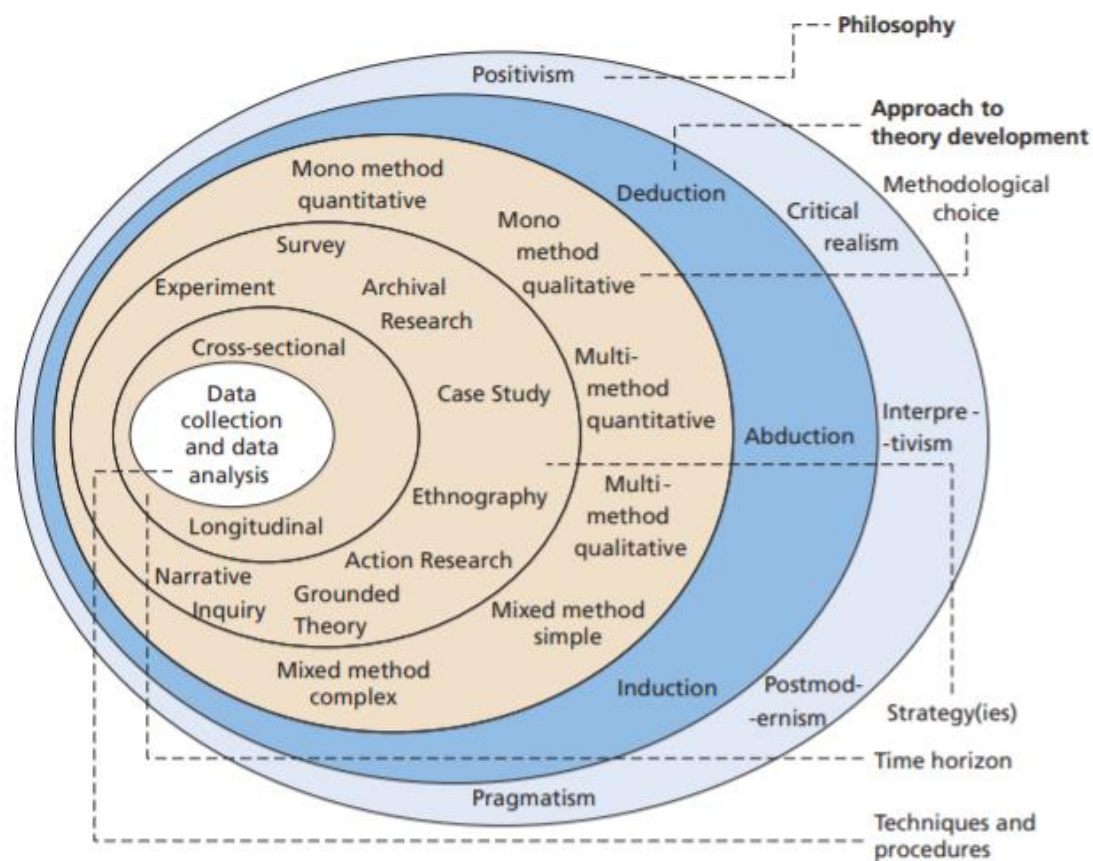 Philosophy
Positivism
Approach to
theory development
Mono method
quantitative
Deduction
Methodological
choice
Critical
realism
Mono
method
qualitative
Survey
Experiment
Archival
Research
Cross-sectional
Multi-
method
quantitative
Data
collection
and data
analysis
Case Study
Interpre-
-tivism
Abduction
Ethnography
Multi-
method
qualitative
Longitudinal
Action Research
Narrative
Inquiry
Grounded
Theory
Mixed method
simple
Mixed method
complex
Induction
Postmod-
-ernism
Strategy(ies)
Time horizon
Pragmatism
Techniques and
procedures